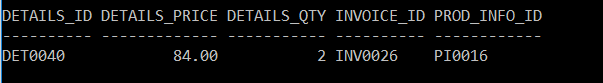 DETAILS_ID DETAILS_PRICE DETAILS_QTY INVOICE_ID PROD_INFO_ID
---------- ------------- ----------- ---------- ------------
DET0040            84.00           2 INV0026    PI0016